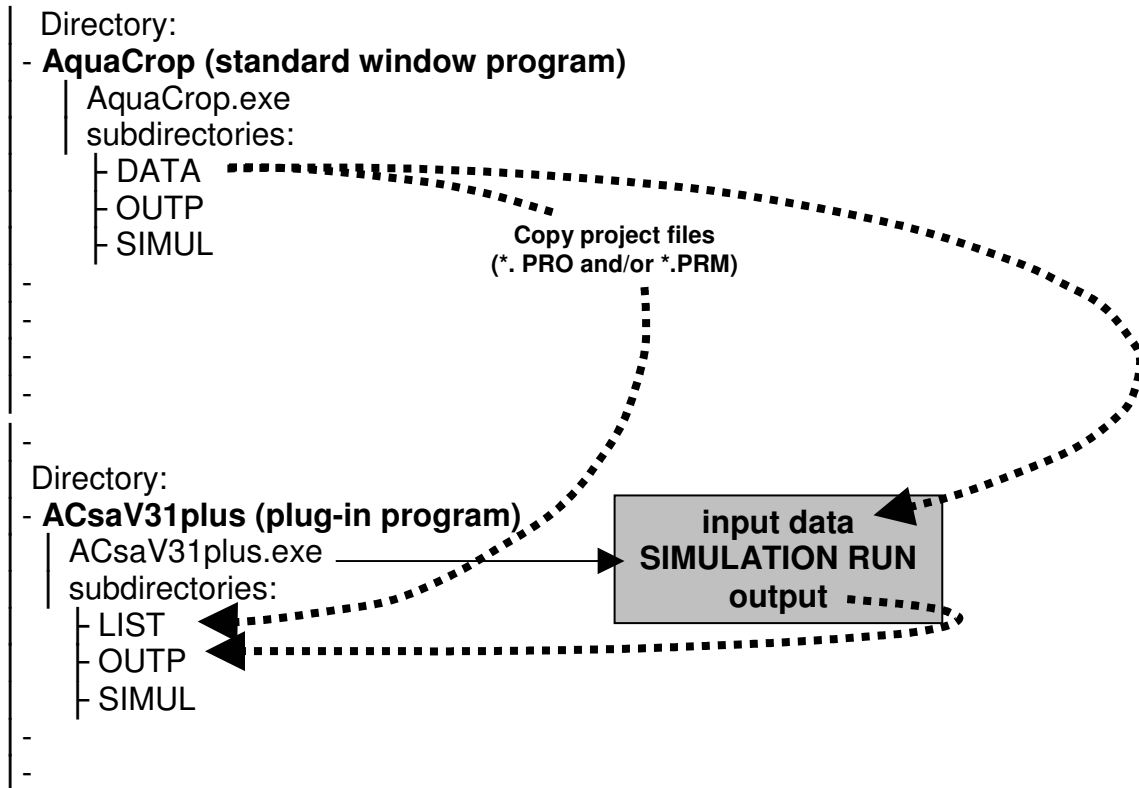 Directory:
- AquaCrop (standard window program)
AquaCrop.exe
subdirectories:
- DATA
- OUTP
- SIMUL
Copy project files
(*. PRO and/or *.PRM)
-
-
-
-
-
Directory:
- ACsaV31plus (plug-in program)
ACsaV31plus.exe
subdirectories:
- LIST
- OUTP
- SIMUL
input data
SIMULATION RUN
output
-
-